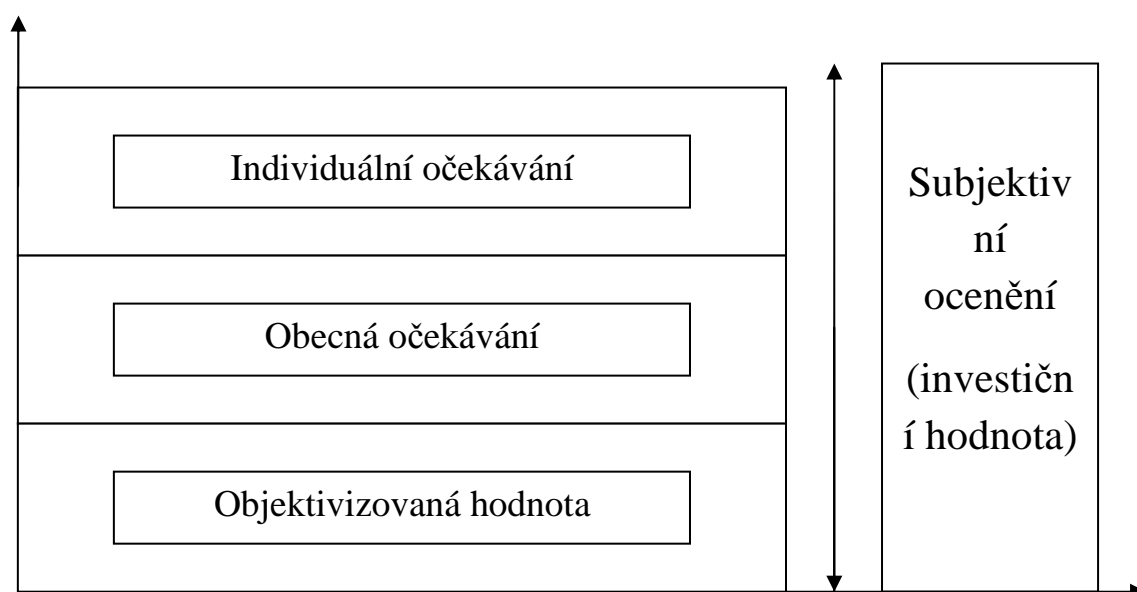 Individuální očekávání
Obecná očekávání
Objektivizovaná hodnota
Subjektiv
ní
ocenění
(investičn
í hodnota)